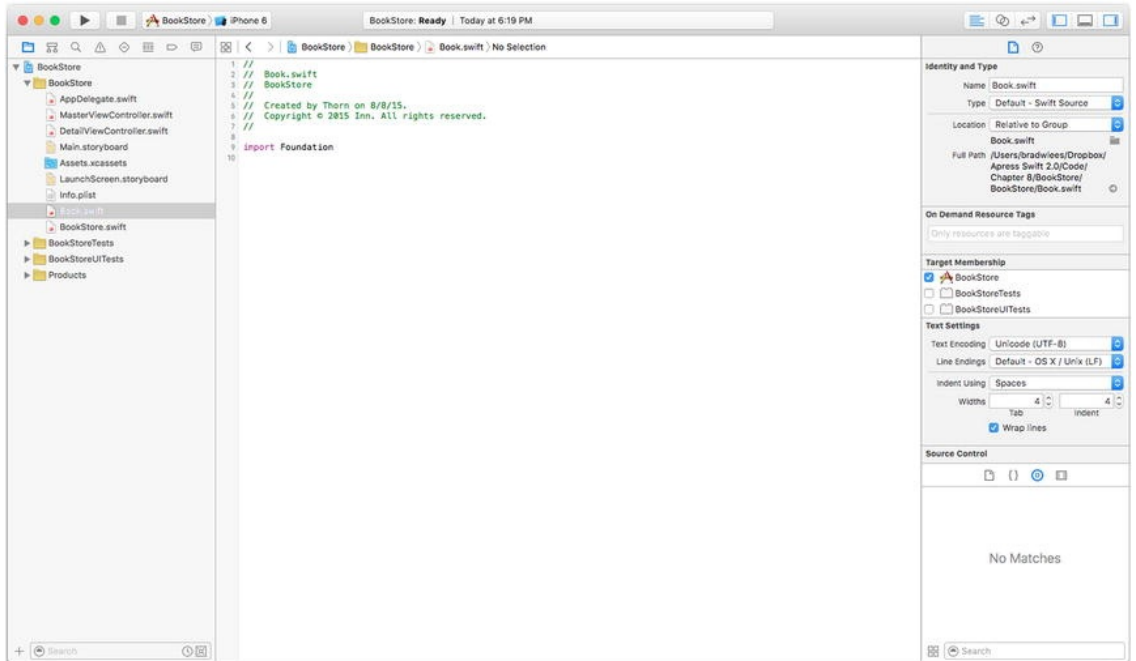 BookStore iPhone 6
BookStore: Ready | Today at 6:19 PM
BookStore BookStore Book.swift No Selection
BookStore
BookStore
AppDelegate.swift
MasterViewController.swift
DetailViewController.swift
Main.storyboard
Assets.xcassets
LaunchScreen.storyboard
Info.plist
Book.swift
BookStore.swift
BookStoreTests
BookStoreUITests
Products
Search
1 //
2 // Book.swift
3 // BookStore
4 //
5 // Created by Thorn on 8/8/15.
6 // Copyright © 2015 Inn. All rights reserved.
7 //
8
9 import Foundation
10
Identity and Type
Name Book.swift
Type Default - Swift Source
Location Relative to Group
Book.swift
Full Path /Users/bradwiees/Dropbox/
Apress Swift 2.0/Code/
Chapter 8/BookStore/
BookStore/Book.swift
On Demand Resource Tags
Only resources are taggable
Target Membership
BookStore
BookStoreTests
BookStoreUITests
Text Settings
Text Encoding Unicode (UTF-8)
Line Endings Default - OS X / Unix (LF)
Indent Using Spaces
Widths 4 4
Tab Indent
Wrap lines
Source Control
{}
No Matches
Search